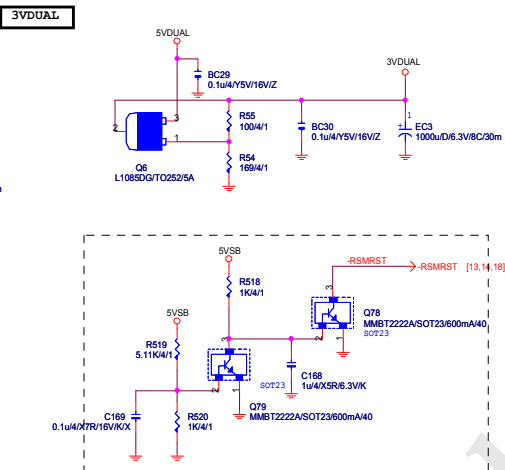 3VDUAL
5VDUAL
BC29
0.1u/4/Y5V/16V/Z
3VDUAL
2
3
1
R55
100/4/1
BC30
0.1u/4/Y5V/16V/Z
1
+
EC3
1000u/D/6.3V/8C/30m
Q6
L1085DG/TO252/5A
R54
169/4/1
5VSB
-RSMRST
-RSMRST [13,14,18]
R518
1K/4/1
3
Q78
MMBT2222A/SOT23/600mA/40
SOT23
2
1
5VSB
R519
5.11K/4/1
3
2
1
SOT23
C168
1u/4/X5R/6.3V/K
C169
0.1u/4/X7R/16V/K/X
R520
1K/4/1
Q79
MMBT2222A/SOT23/600mA/40